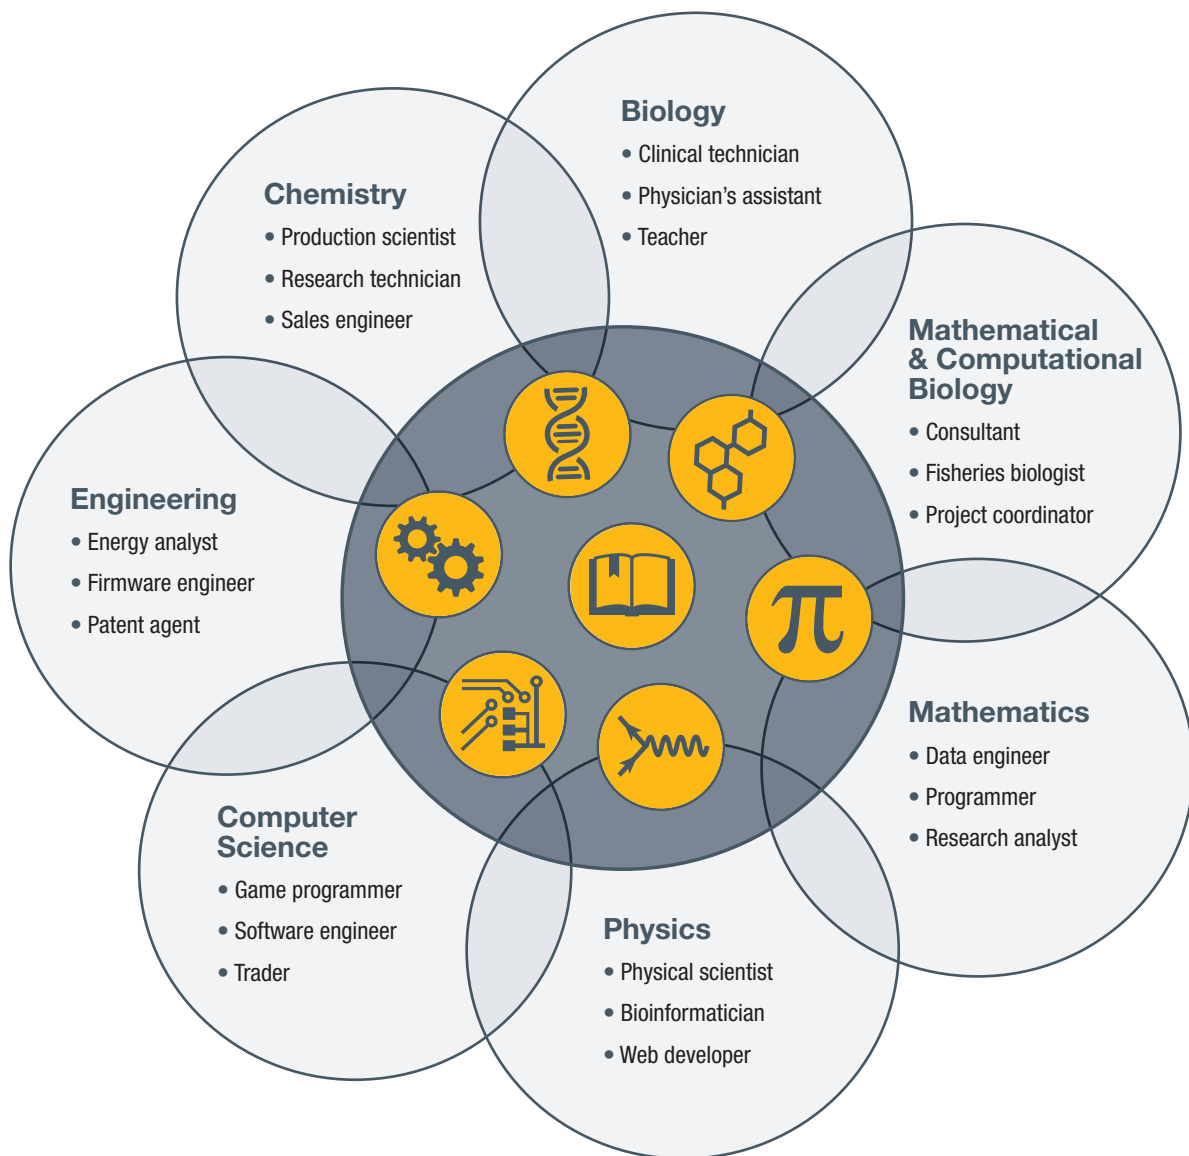 Biology
• Clinical technician
• Physician’s assistant
• Teacher
Chemistry
• Production scientist
• Research technician
• Sales engineer
Mathematical
& Computational
Biology
• Consultant
• Fisheries biologist
• Project coordinator
Engineering
• Energy analyst
• Firmware engineer
• Patent agent
π
Mathematics
• Data engineer
• Programmer
• Research analyst
Computer
Science
• Game programmer
• Software engineer
• Trader
Physics
• Physical scientist
• Bioinformatician
• Web developer